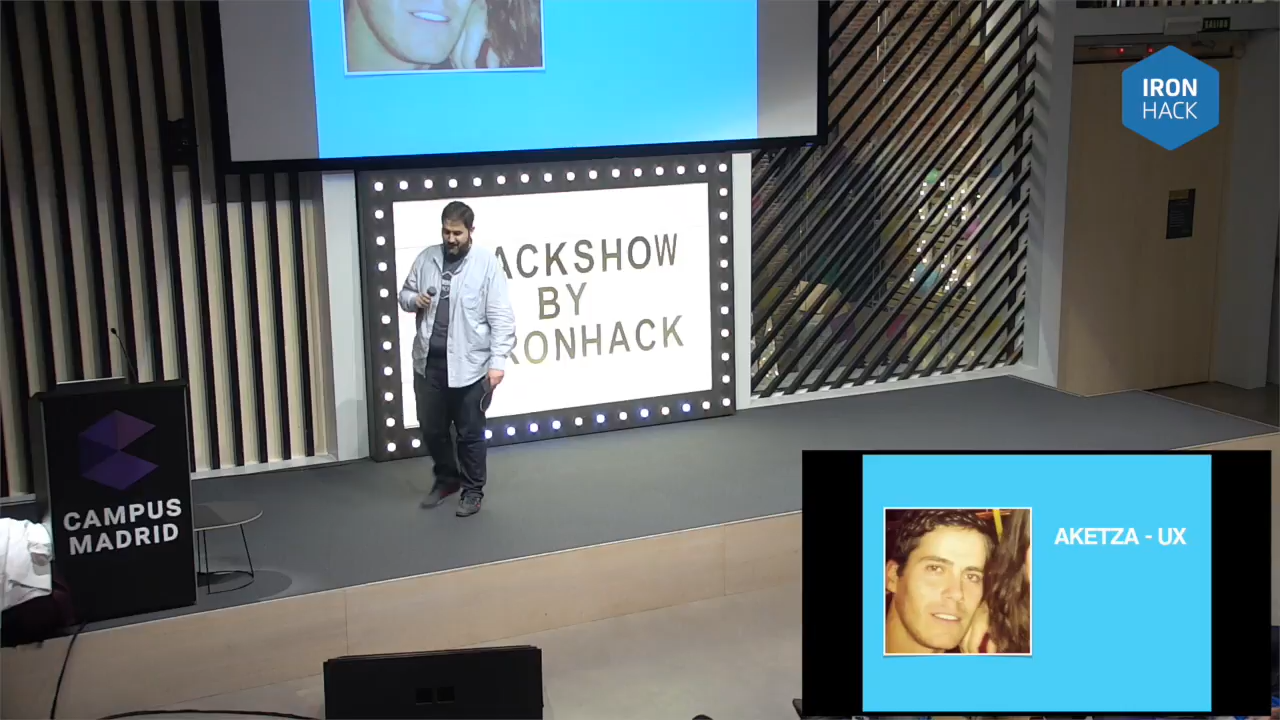 IRON
HACK
ACKSHOW
BY
RONHACK
CAMPUS
MADRID
AKETZA - UX